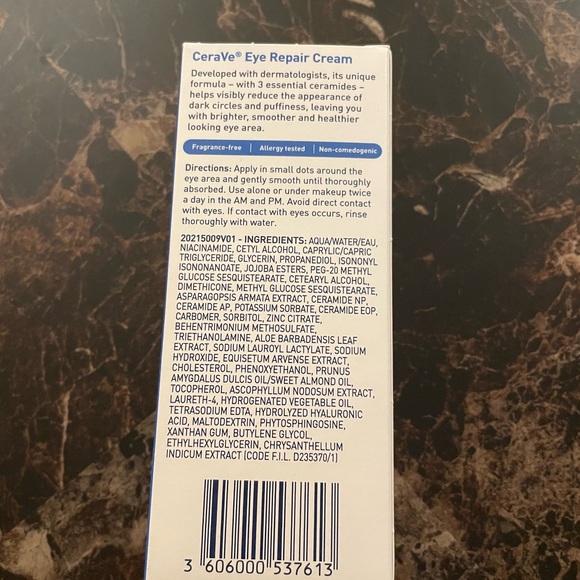 CeraVe® Eye Repair Cream
Developed with dermatologists, its unique
formula – with 3 essential ceramides –
helps visibly reduce the appearance of
dark circles and puffiness, leaving you
with brighter, smoother and healthier
looking eye area.
Fragrance-free | Allergy tested | Non-comedogenic
Directions: Apply in small dots around the
eye area and gently smooth until thoroughly
absorbed. Use alone or under makeup twice
a day in the AM and PM. Avoid direct contact
with eyes. If contact with eyes occurs, rinse
thoroughly with water.
20215009V01 - INGREDIENTS: AQUA/WATER/EAU,
NIACINAMIDE, CETYL ALCOHOL, CAPRYLIC/CAPRIC
TRIGLYCERIDE, GLYCERIN, PROPANEDIOL, ISONONYL
ISONONANOATE, JOJOBA ESTERS, PEG-20 METHYL
GLUCOSE SESQUISTEARATE, CETEARYL ALCOHOL,
DIMETHICONE, METHYL GLUCOSE SESQUISTEARATE,
ASPARAGOPSIS ARMATA EXTRACT, CERAMIDE NP,
CERAMIDE AP, POTASSIUM SORBATE, CERAMIDE EOP,
CARBOMER, SORBITOL, ZINC CITRATE,
BEHENTRIMONIUM METHOSULFATE,
TRIETHANOLAMINE, ALOE BARBADENSIS LEAF
EXTRACT, SODIUM LAUROYL LACTYLATE, SODIUM
HYDROXIDE, EQUISETUM ARVENSE EXTRACT,
CHOLESTEROL, PHENOXYETHANOL, PRUNUS
AMYGDALUS DULCIS OIL/SWEET ALMOND OIL,
TOCOPHEROL, ASCOPHYLLUM NODOSUM EXTRACT,
LAURETH-4, HYDROGENATED VEGETABLE OIL,
TETRASODIUM EDTA, HYDROLYZED HYALURONIC
ACID, MALTODEXTRIN, PHYTOSPHINGOSINE,
XANTHAN GUM, BUTYLENE GLYCOL,
ETHYLHEXYLGLYCERIN, CHRYSANTHELLUM
INDICUM EXTRACT (CODE F.I.L. D235370/1)
3 606000 537613